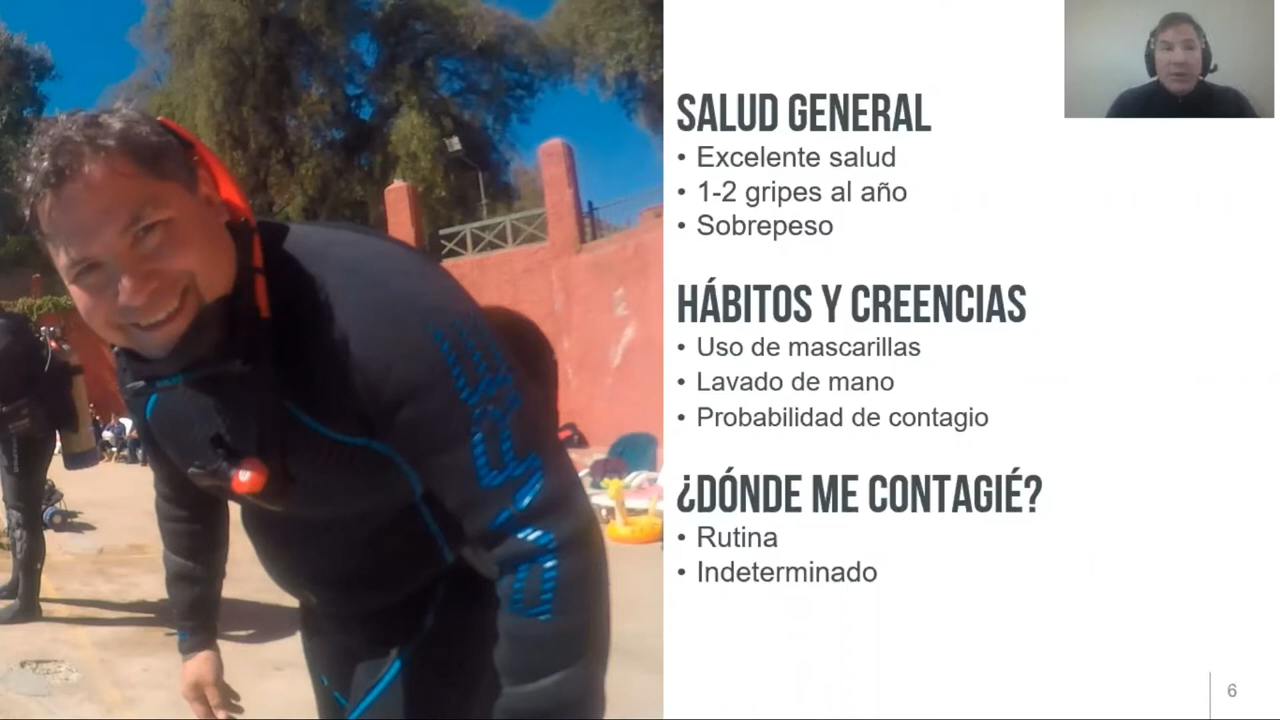 SALUD GENERAL
• Excelente salud
• 1-2 gripes al año
• Sobrepeso
HÁBITOS Y CREENCIAS
• Uso de mascarillas
• Lavado de mano
• Probabilidad de contagio
¿DÓNDE ME CONTAGIÉ?
• Rutina
• Indeterminado
6